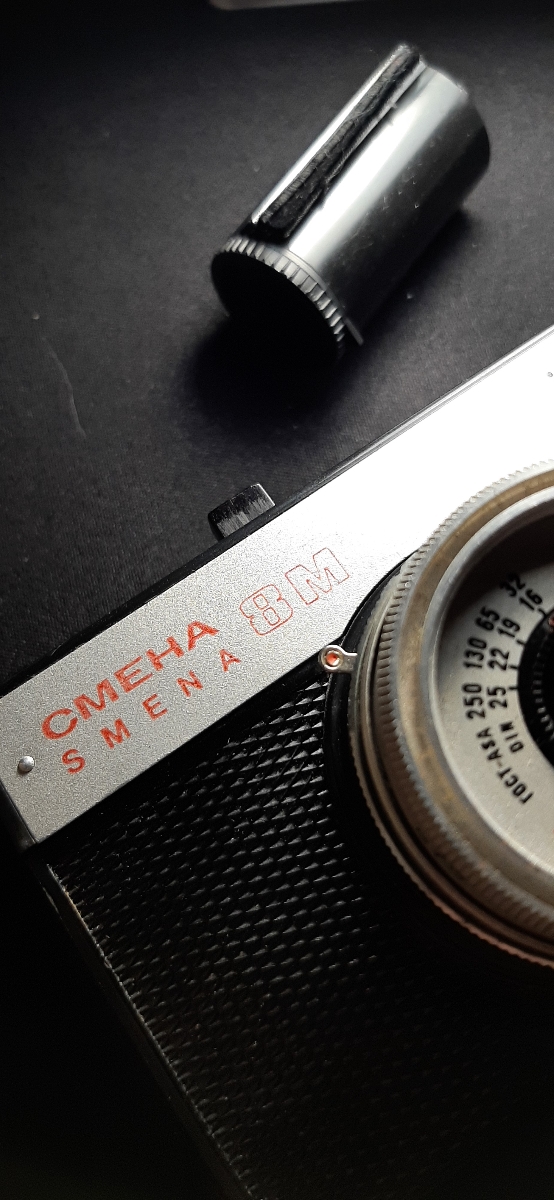 СМЕНА 8М
SMENA
ГОСТ-ASA 250 130 65 32
DIN 25 22 19 16